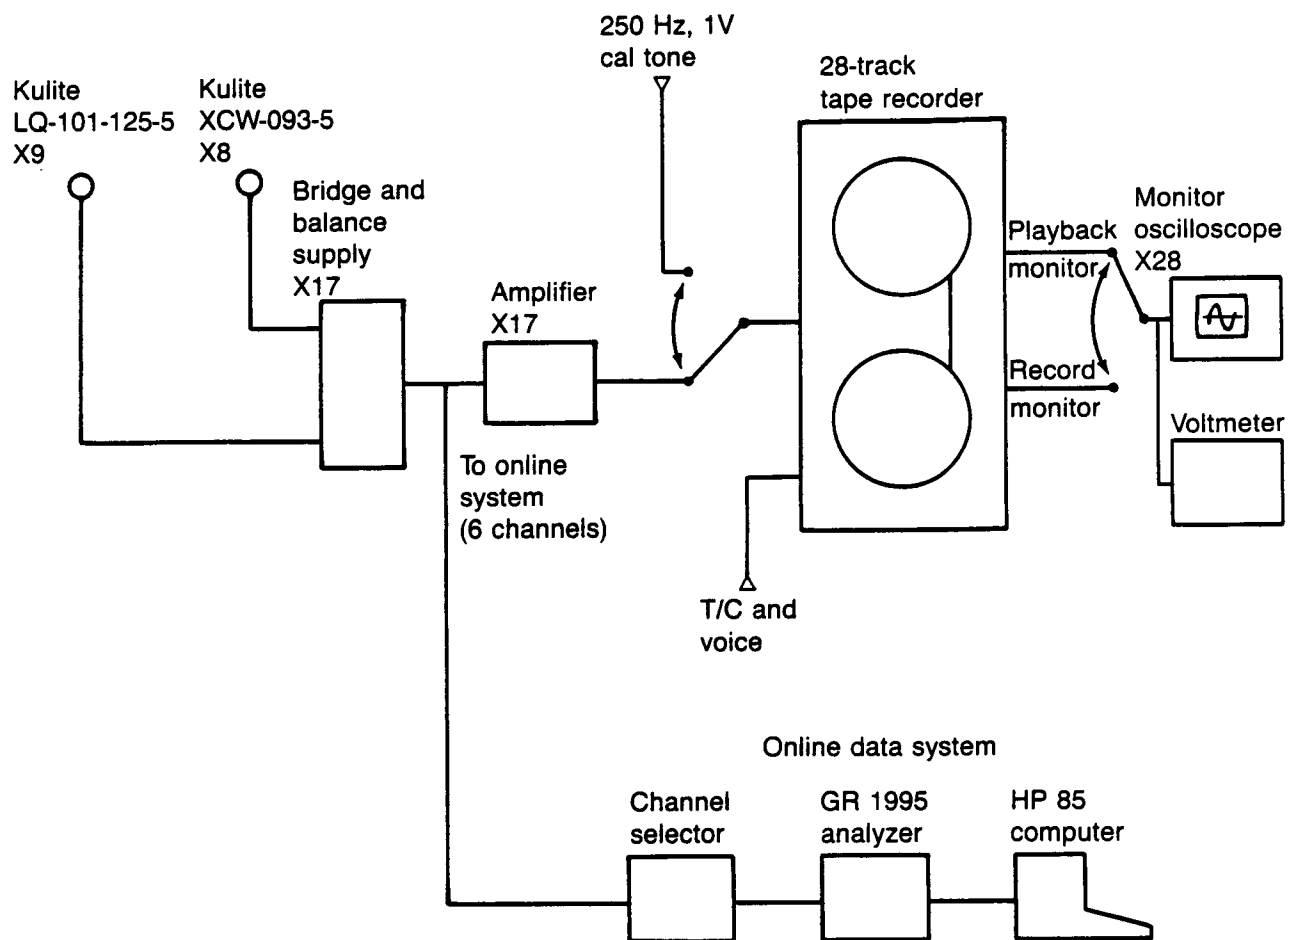 250 Hz, 1V
cal tone
28-track
tape recorder
Kulite
LQ-101-125-5
X9
Kulite
XCW-093-5
X8
Bridge and
balance
supply
X17
Amplifier
X17
Playback
monitor
Monitor
oscilloscope
X28
Record
monitor
Voltmeter
To online
system
(6 channels)
T/C and
voice
Online data system
Channel
selector
GR 1995
analyzer
HP 85
computer